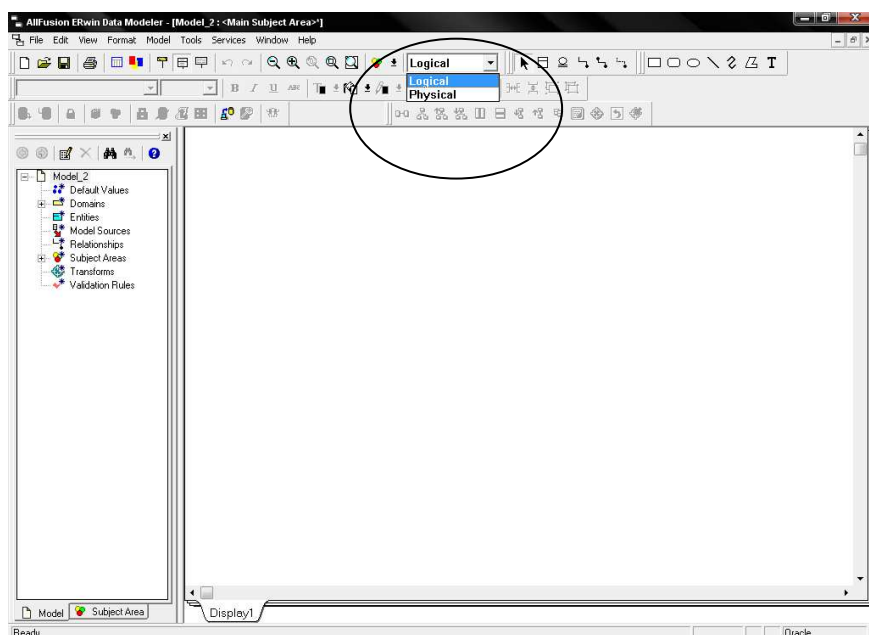 AllFusion ERwin Data Modeler - [Model_2 : <Main Subject Area>*]
File Edit View Format Model Tools Services Window Help
Logical
Logical
Physical
B I U ABC
T
Model_2
Default Values
Domains
Entities
Model Sources
Relationships
Subject Areas
Transforms
Validation Rules
Model Subject Area
Display1
Ready Oracle